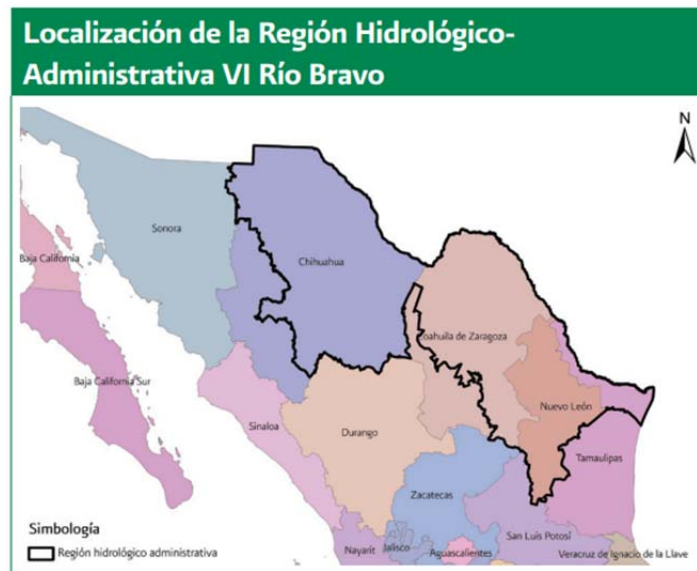 Localización de la Región Hidrológico-
Administrativa VI Río Bravo
N
Sonora
Baja California
Chihuahua
Coahuila de Zaragoza
Baja California Sur
Nuevo León
Sinaloa
Durango
Tamaulipas
Zacatecas
Simbología
San Luis Potosí
Región hidrológico administrativa
Nayarit
Jalisco
Aguascalientes
Veracruz de Ignacio de la Llave